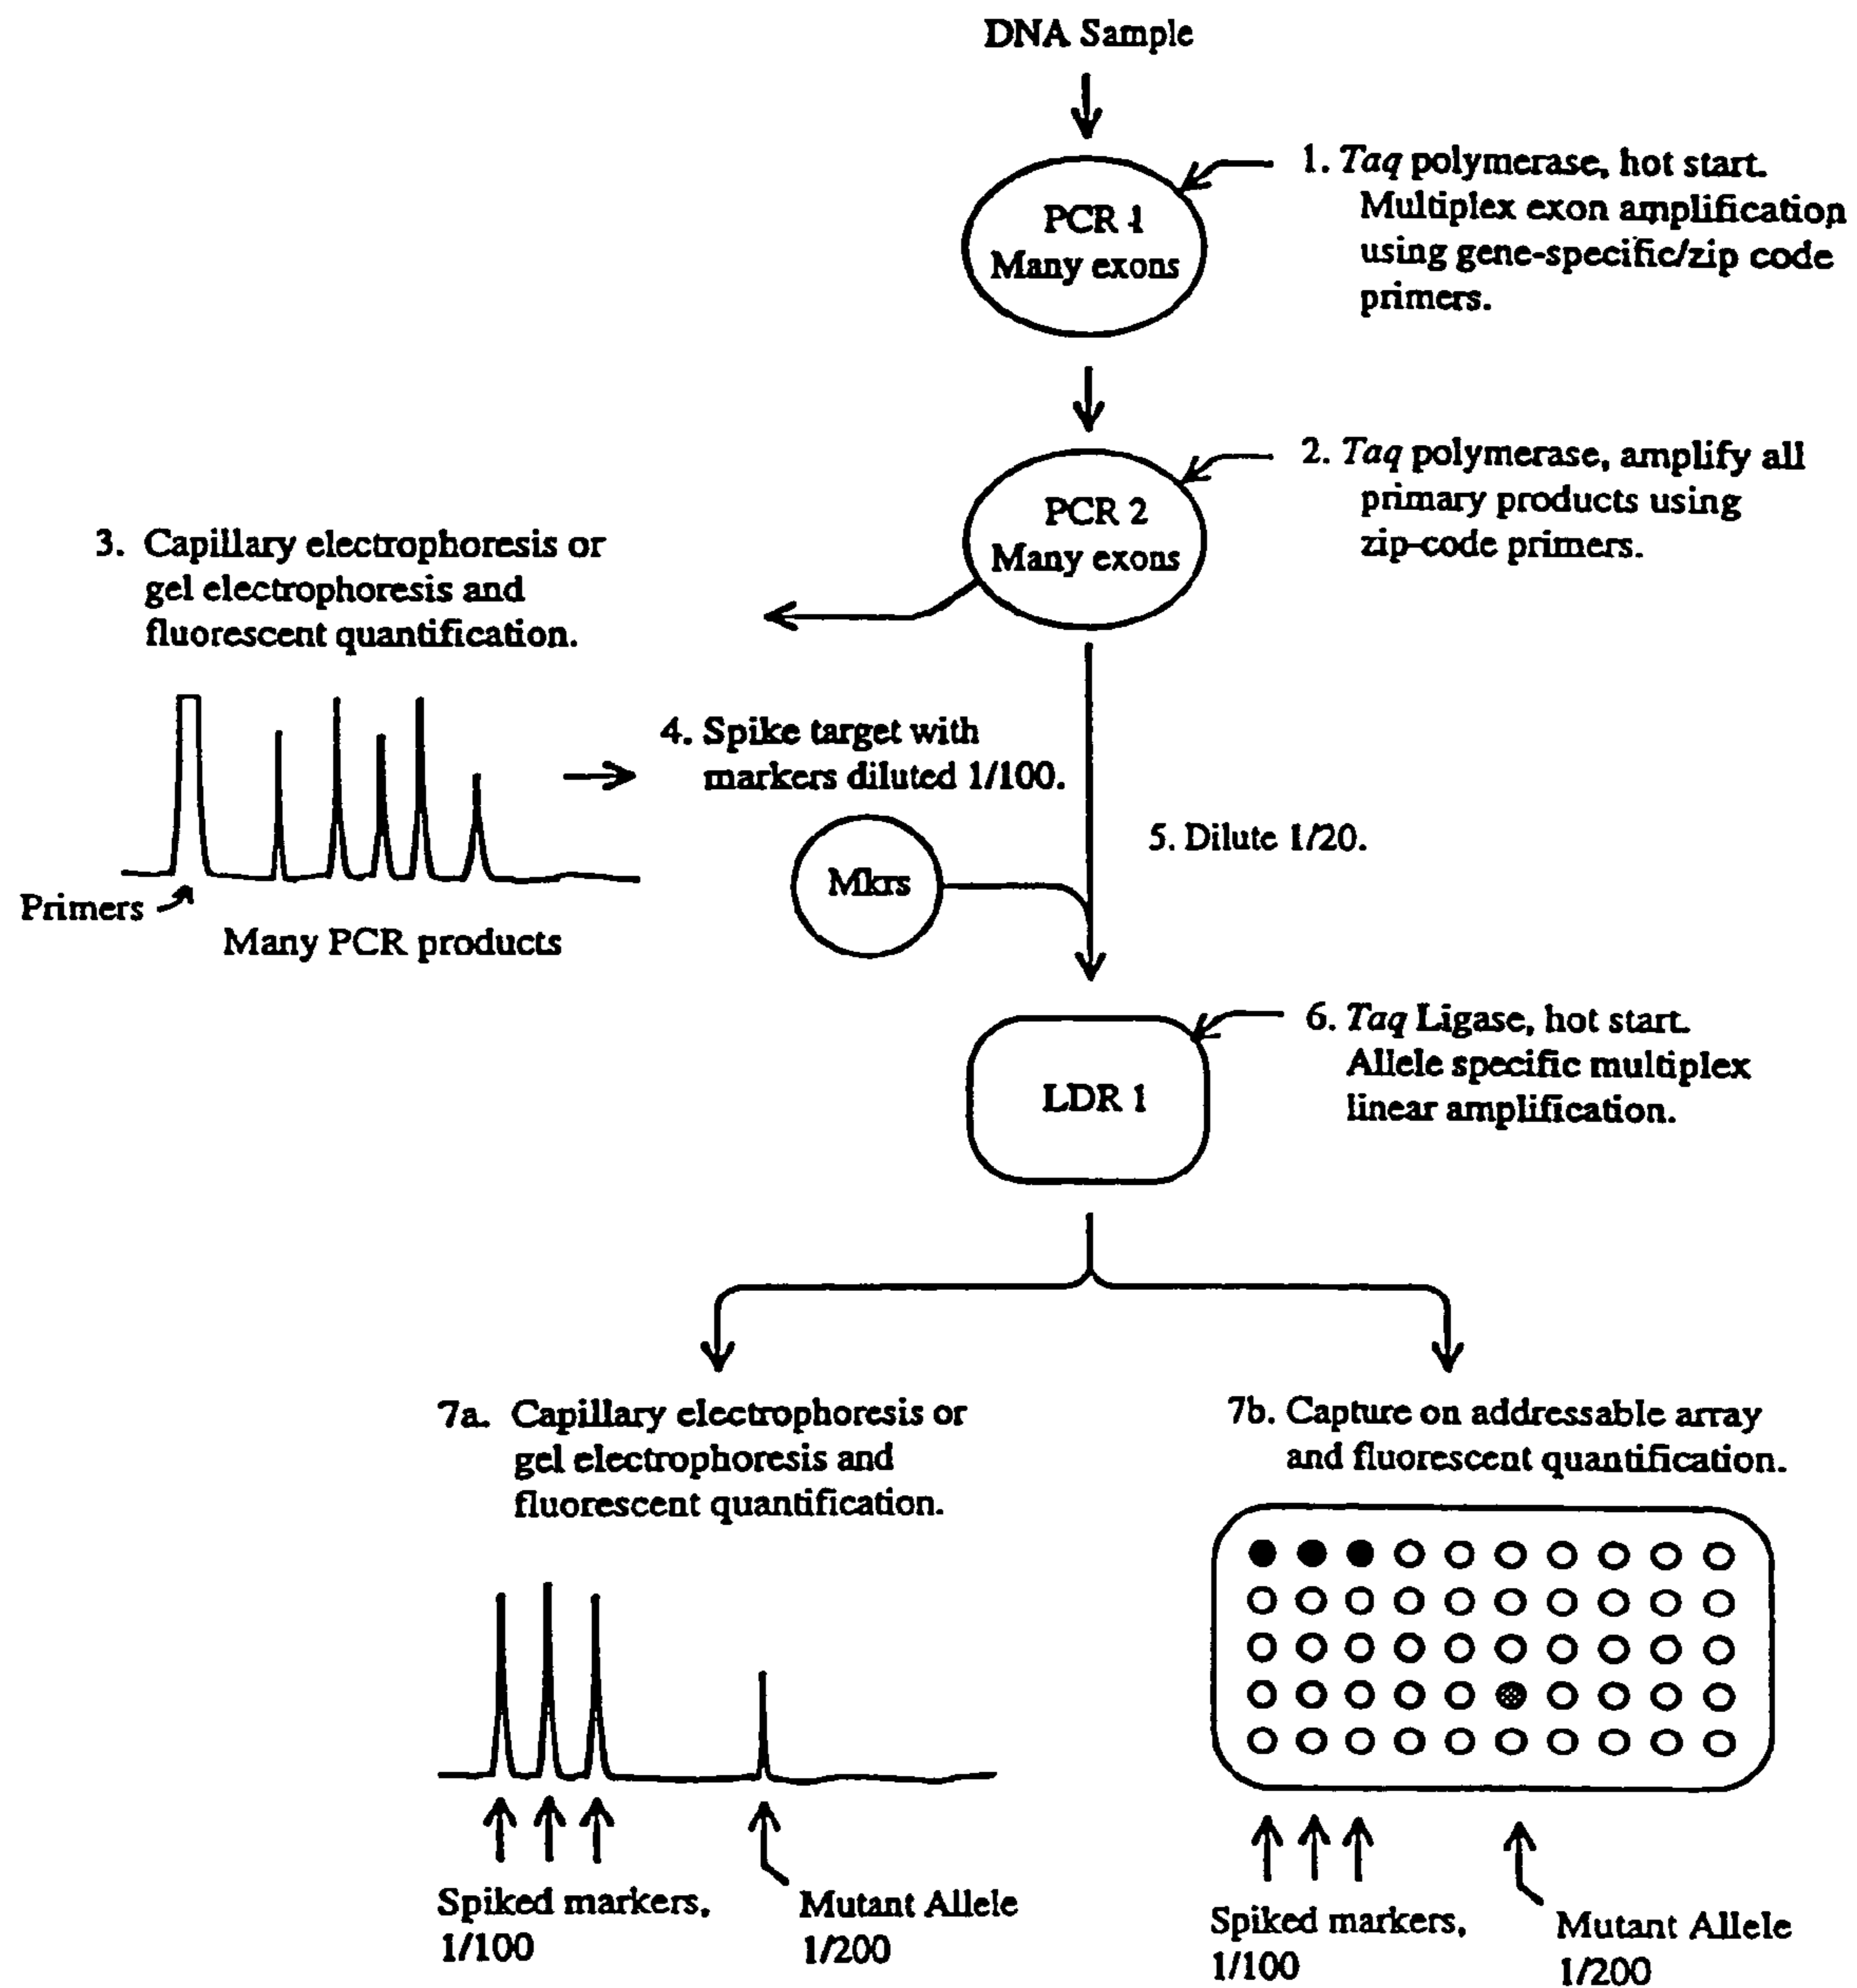 DNA Sample
PCR 1
Many exons
1. Taq polymerase, hot start.
Multiplex exon amplification
using gene-specific/zip code
primers.
PCR 2
Many exons
2. Taq polymerase, amplify all
primary products using
zip-code primers.
3. Capillary electrophoresis or
gel electrophoresis and
fluorescent quantification.
Primers
Many PCR products
4. Spike target with
markers diluted 1/100.
Mkrs
5. Dilute 1/20.
LDR 1
6. Taq Ligase, hot start.
Allele specific multiplex
linear amplification.
7a. Capillary electrophoresis or
gel electrophoresis and
fluorescent quantification.
Spiked markers,
1/100
Mutant Allele
1/200
7b. Capture on addressable array
and fluorescent quantification.
Spiked markers,
1/100
Mutant Allele
1/200